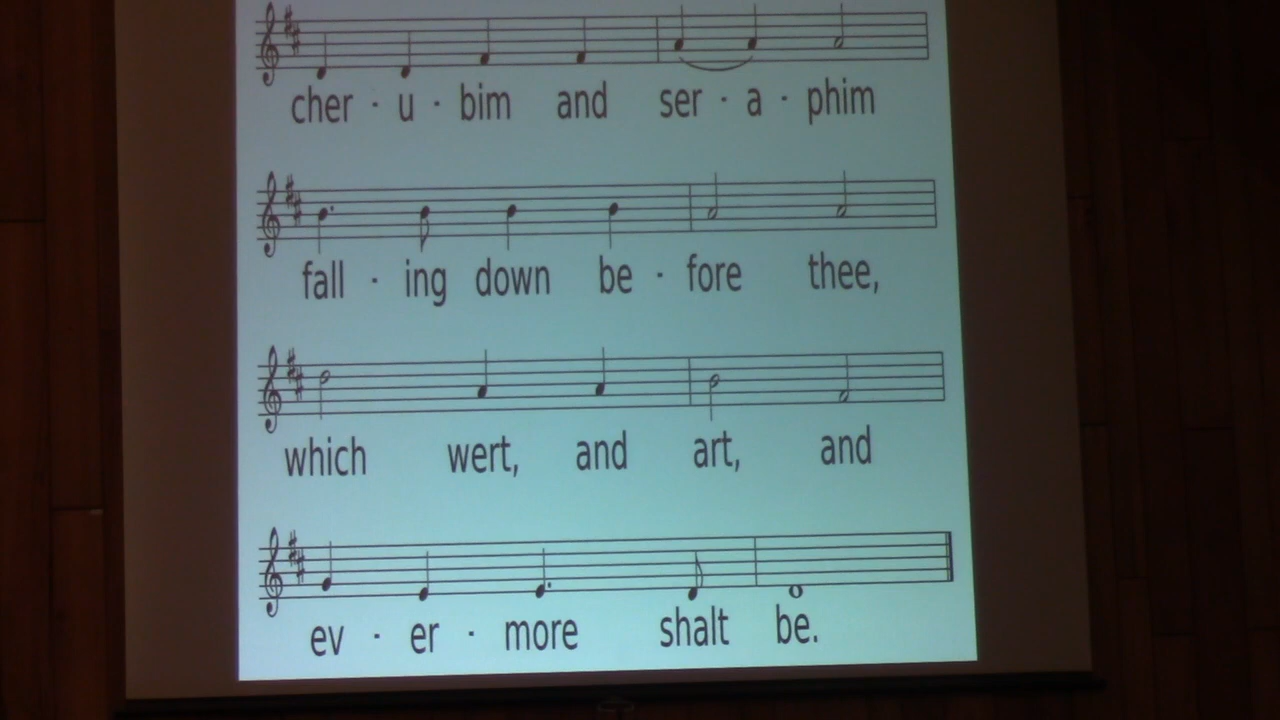 cher · u · bim and ser · a · phim
fall · ing down be · fore thee,
which wert, and art, and
ev · er · more shalt be.